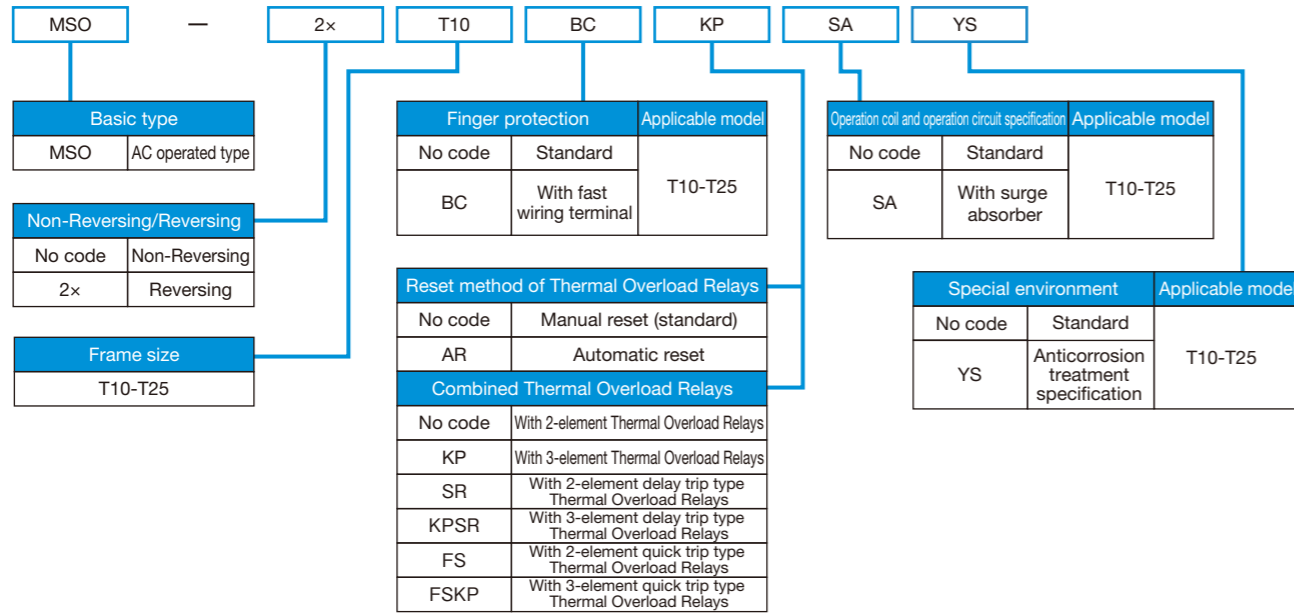 MSO — 2× T10 BC KP SA YS
Basic type
MSO AC operated type
Non-Reversing/Reversing
No code Non-Reversing
2× Reversing
Frame size
T10-T25
Finger protection Applicable model
No code Standard
BC With fast
wiring terminal
T10-T25
Reset method of Thermal Overload Relays
No code Manual reset (standard)
AR Automatic reset
Combined Thermal Overload Relays
No code With 2-element Thermal Overload Relays
KP With 3-element Thermal Overload Relays
SR With 2-element delay trip type
Thermal Overload Relays
KPSR With 3-element delay trip type
Thermal Overload Relays
FS With 2-element quick trip type
Thermal Overload Relays
FSKP With 3-element quick trip type
Thermal Overload Relays
Operation coil and operation circuit specification Applicable model
No code Standard
SA With surge
absorber
T10-T25
Special environment Applicable model
No code Standard
YS Anticorrosion
treatment
specification
T10-T25